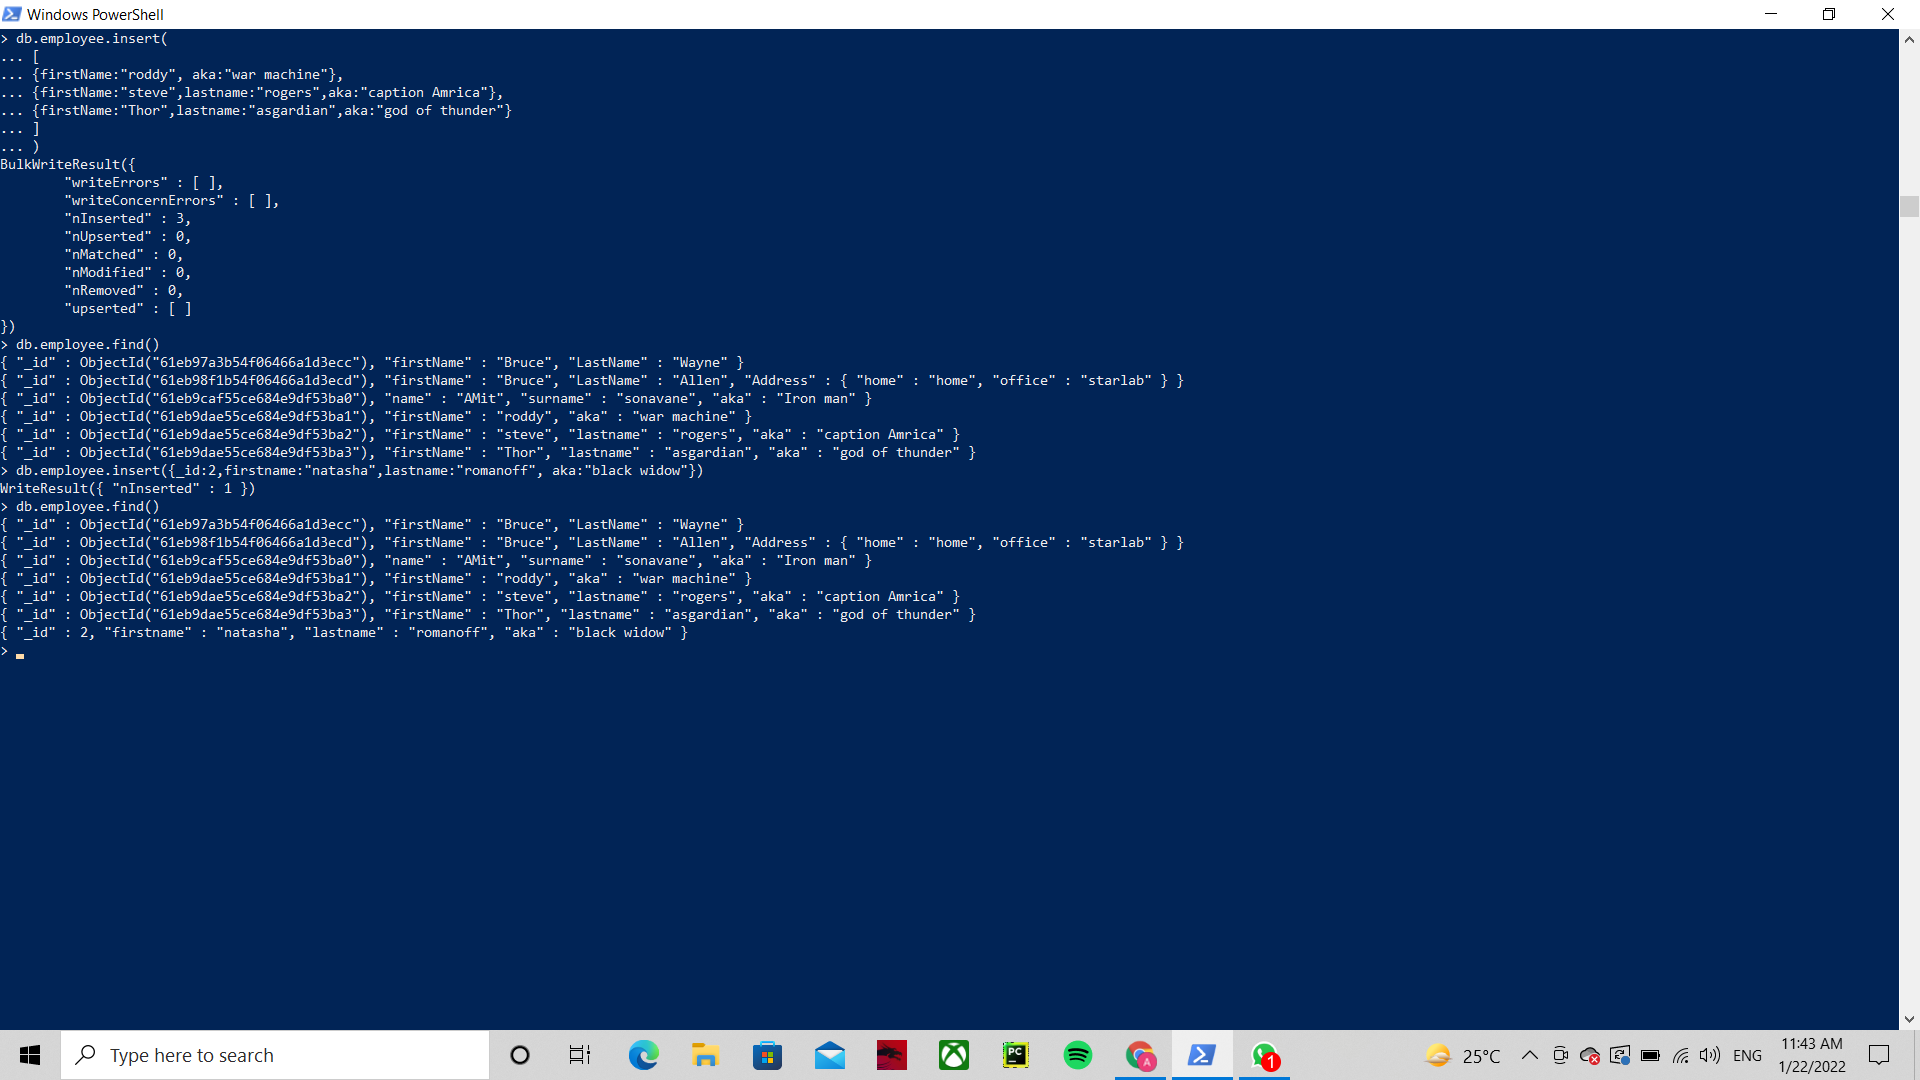 Windows PowerShell
> db.employee.insert(
... [
... {firstName:"roddy", aka:"war machine"},
... {firstName:"steve",lastname:"rogers",aka:"caption Amrica"},
... {firstName:"Thor",lastname:"asgardian",aka:"god of thunder"}
... ]
... )
BulkWriteResult({
        "writeErrors" : [ ],
        "writeConcernErrors" : [ ],
        "nInserted" : 3,
        "nUpserted" : 0,
        "nMatched" : 0,
        "nModified" : 0,
        "nRemoved" : 0,
        "upserted" : [ ]
})
> db.employee.find()
{ "_id" : ObjectId("61eb97a3b54f06466a1d3ecc"), "firstName" : "Bruce", "LastName" : "Wayne" }
{ "_id" : ObjectId("61eb98f1b54f06466a1d3ecd"), "firstName" : "Bruce", "LastName" : "Allen", "Address" : { "home" : "home", "office" : "starlab" } }
{ "_id" : ObjectId("61eb9caf55ce684e9df53ba0"), "name" : "AMit", "surname" : "sonavane", "aka" : "Iron man" }
{ "_id" : ObjectId("61eb9dae55ce684e9df53ba1"), "firstName" : "roddy", "aka" : "war machine" }
{ "_id" : ObjectId("61eb9dae55ce684e9df53ba2"), "firstName" : "steve", "lastname" : "rogers", "aka" : "caption Amrica" }
{ "_id" : ObjectId("61eb9dae55ce684e9df53ba3"), "firstName" : "Thor", "lastname" : "asgardian", "aka" : "god of thunder" }
> db.employee.insert({_id:2,firstname:"natasha",lastname:"romanoff", aka:"black widow"})
WriteResult({ "nInserted" : 1 })
> db.employee.find()
{ "_id" : ObjectId("61eb97a3b54f06466a1d3ecc"), "firstName" : "Bruce", "LastName" : "Wayne" }
{ "_id" : ObjectId("61eb98f1b54f06466a1d3ecd"), "firstName" : "Bruce", "LastName" : "Allen", "Address" : { "home" : "home", "office" : "starlab" } }
{ "_id" : ObjectId("61eb9caf55ce684e9df53ba0"), "name" : "AMit", "surname" : "sonavane", "aka" : "Iron man" }
{ "_id" : ObjectId("61eb9dae55ce684e9df53ba1"), "firstName" : "roddy", "aka" : "war machine" }
{ "_id" : ObjectId("61eb9dae55ce684e9df53ba2"), "firstName" : "steve", "lastname" : "rogers", "aka" : "caption Amrica" }
{ "_id" : ObjectId("61eb9dae55ce684e9df53ba3"), "firstName" : "Thor", "lastname" : "asgardian", "aka" : "god of thunder" }
{ "_id" : 2, "firstname" : "natasha", "lastname" : "romanoff", "aka" : "black widow" }
>
Type here to search
PC
A
1
25°C
ENG
11:43 AM
1/22/2022